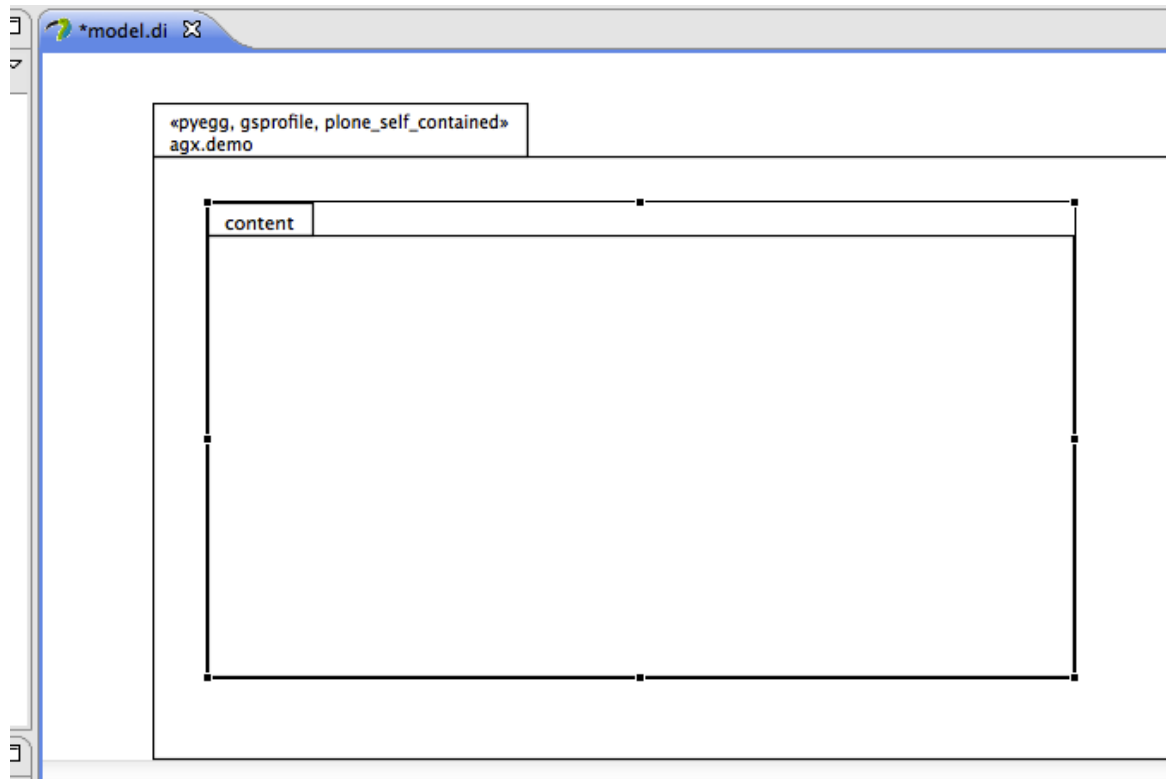 *model.di
«pyegg, gsprofile, plone_self_contained»
agx.demo
content